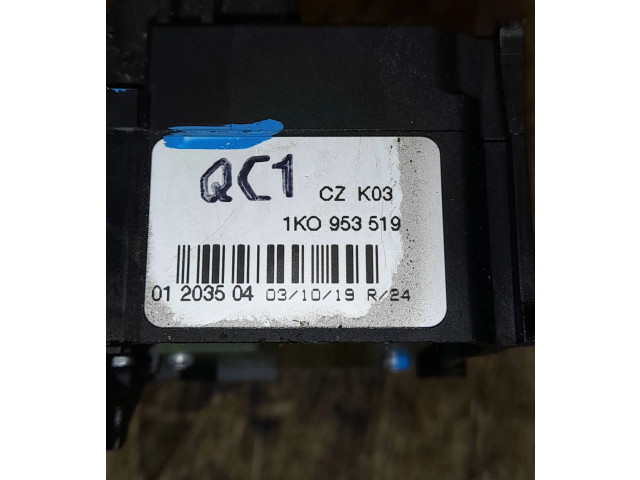 QC1
CZ K03
1KO 953 519
01 2035 04 03/10/19 R/24